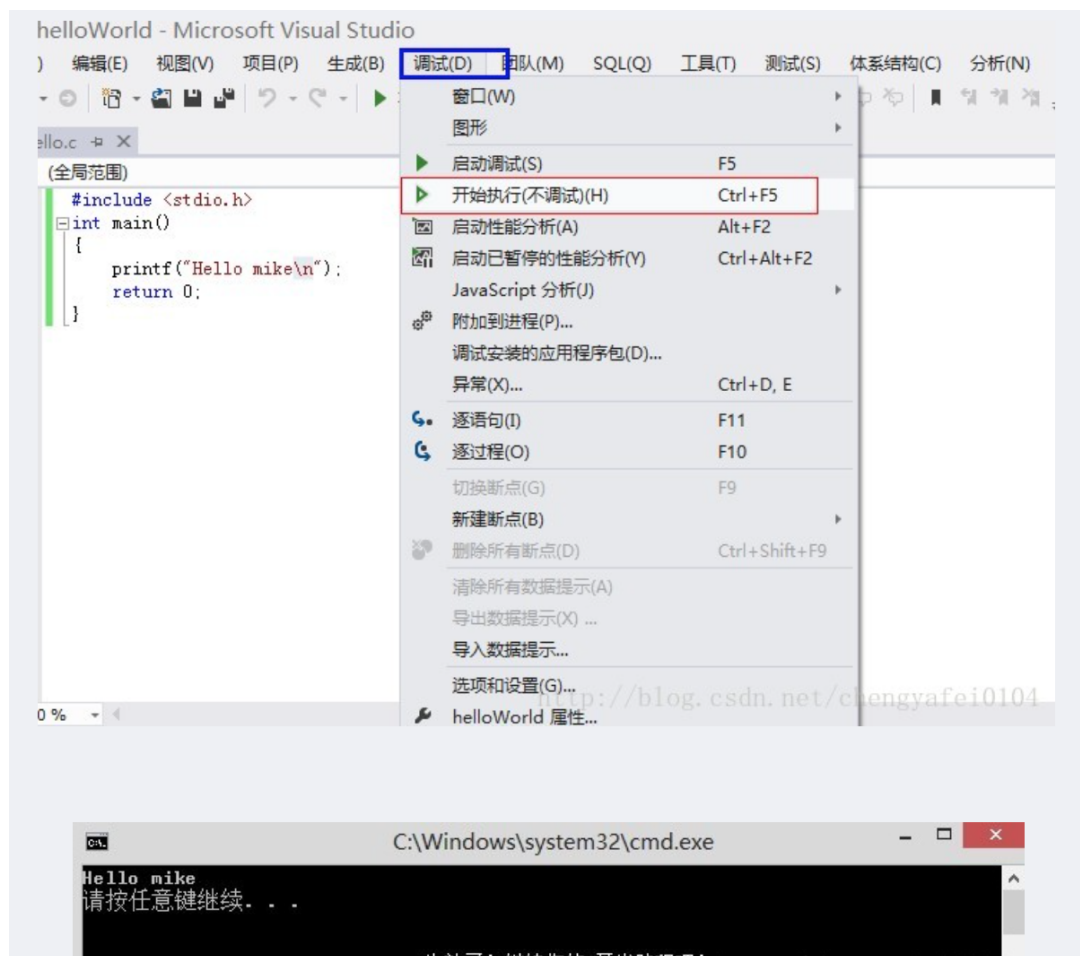 helloWorld - Microsoft Visual Studio
) 编辑(E) 视图(V) 项目(P) 生成(B) 调试(D) 团队(M) SQL(Q) 工具(T) 测试(S) 体系结构(C) 分析(N)
ello.c
(全局范围)
#include <stdio.h>
int main()
{
printf("Hello mike\n");
return 0;
}
窗口(W)
图形
启动调试(S) F5
开始执行(不调试)(H) Ctrl+F5
启动性能分析(A) Alt+F2
启动已暂停的性能分析(Y) Ctrl+Alt+F2
JavaScript 分析(J)
附加到进程(P)...
调试安装的应用程序包(D)...
异常(X)... Ctrl+D, E
逐语句(I) F11
逐过程(O) F10
切换断点(G) F9
新建断点(B)
删除所有断点(D) Ctrl+Shift+F9
清除所有数据提示(A)
导出数据提示(X) ...
导入数据提示...
选项和设置(G)...
http://blog.csdn.net/chengyafei0104
0 %
helloWorld 属性...
C:\Windows\system32\cmd.exe
Hello mike
请按任意键继续. . .